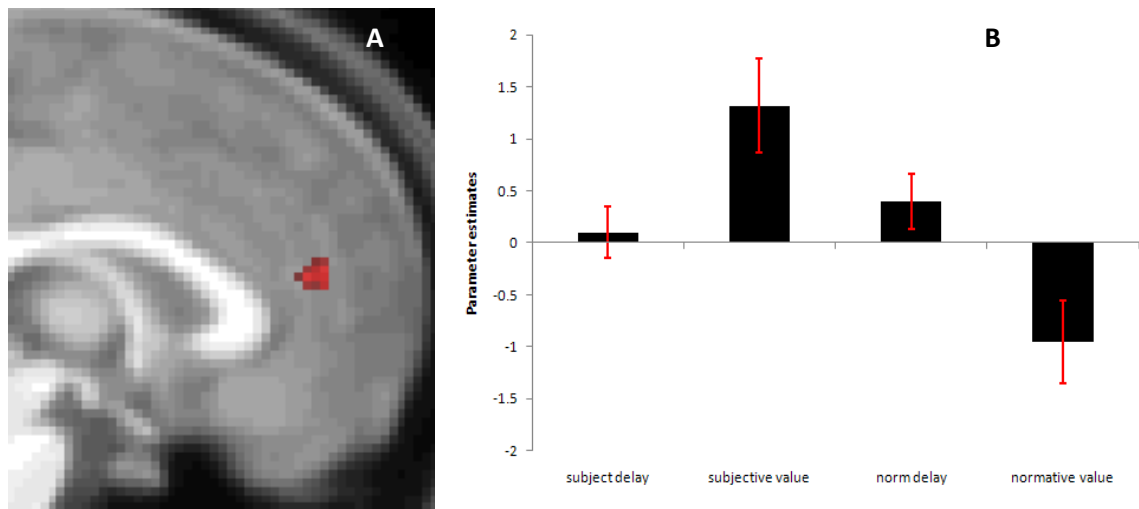 A
B
Parameter estimates
2
1.5
1
0.5
0
-0.5
-1
-1.5
-2
subject delay
subjective value
norm delay
normative value